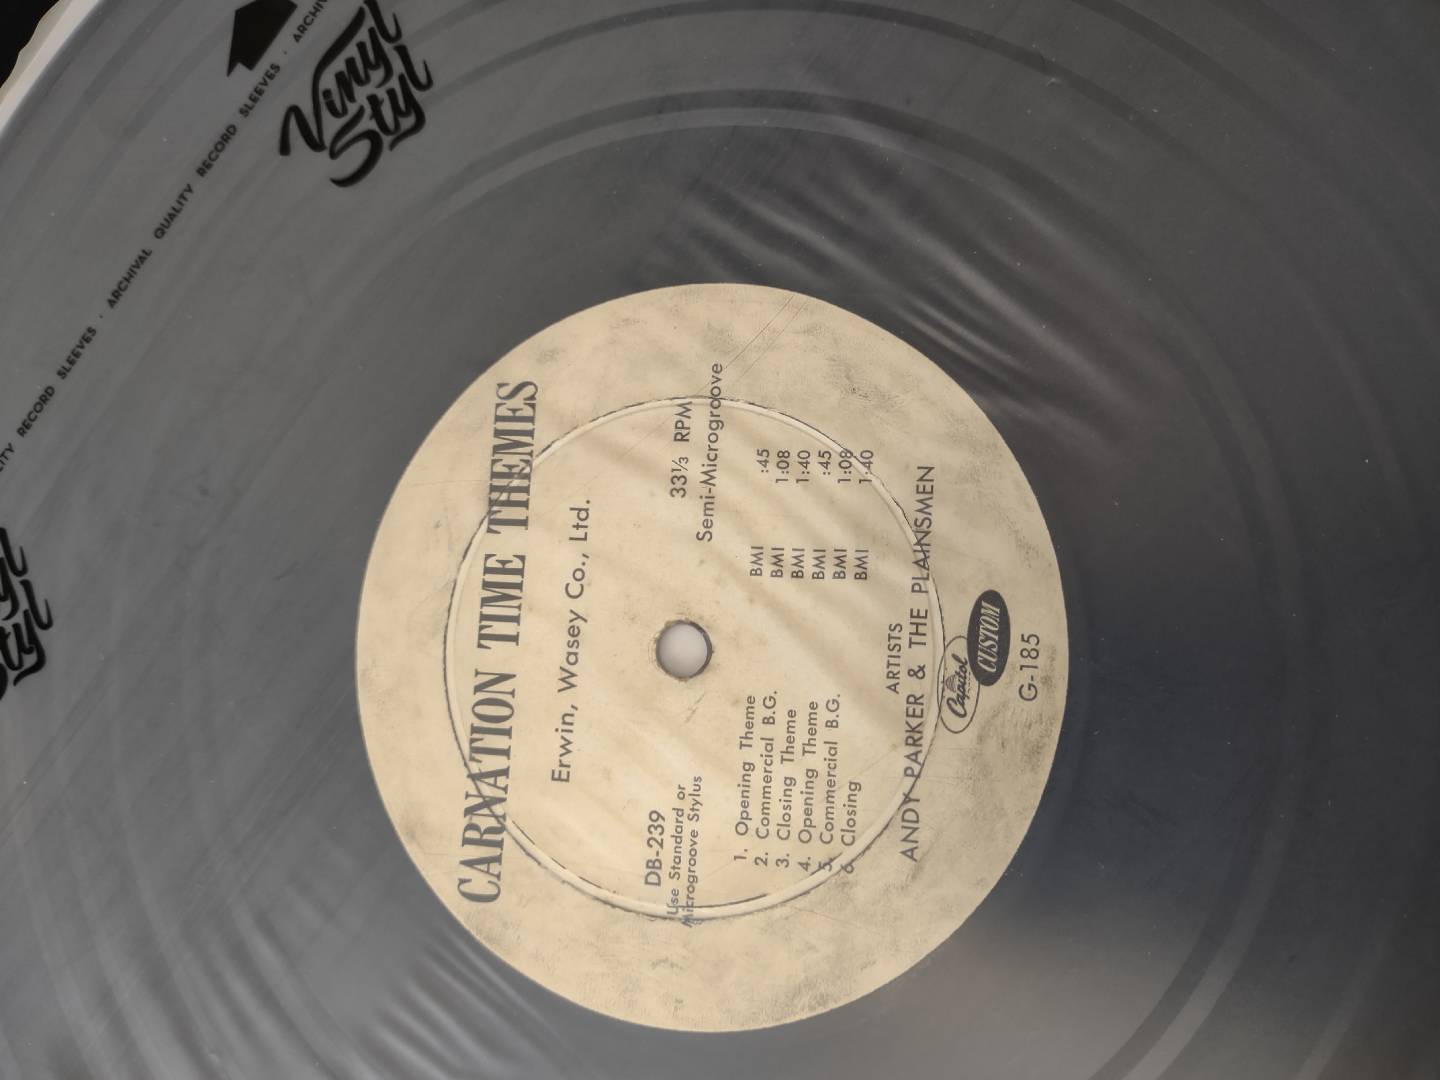 CARNATION TIME THEMES
Erwin, Wasey Co., Ltd.
DB-239
33⅓ RPM
Use Standard or
Microgroove Stylus
Semi-Microgroove
1. Opening Theme BMI :45
2. Commercial B.G. BMI 1:08
3. Closing Theme BMI 1:40
4. Opening Theme BMI :45
5. Commercial B.G. BMI 1:08
6. Closing BMI 1:40
ARTISTS
ANDY PARKER & THE PLAINSMEN
Capitol
CUSTOM
G-185
Vinyl
Styl
RECORD SLEEVES · ARCHIVAL QUALITY RECORD SLEEVES ·